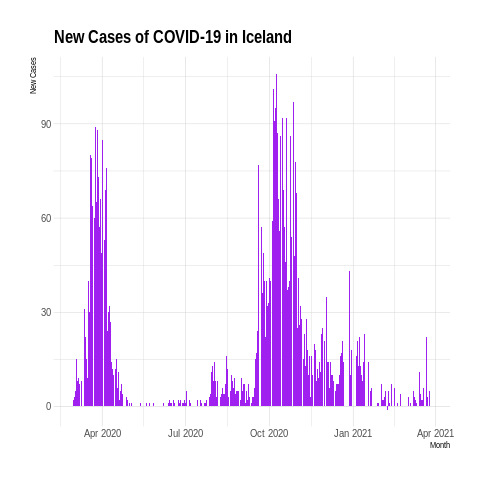 New Cases of COVID-19 in Iceland
New Cases
90
60
30
0
Apr 2020 Jul 2020 Oct 2020 Jan 2021 Apr 2021
Month